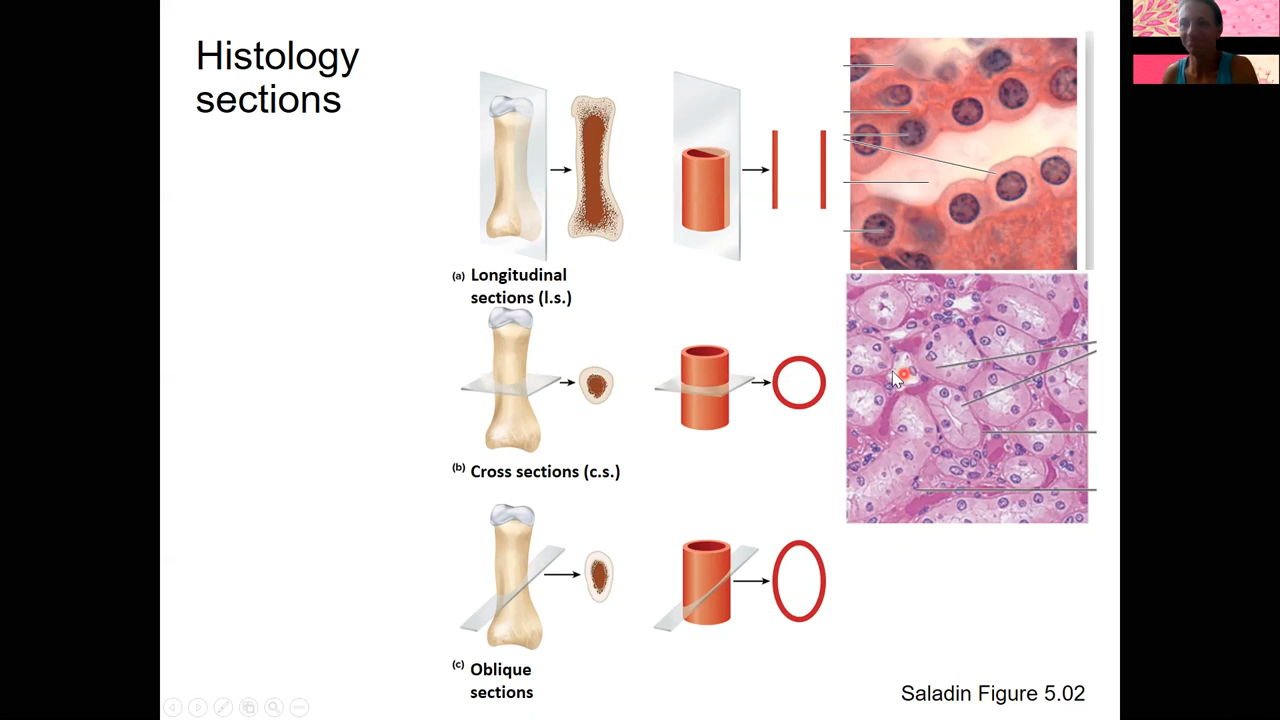 Histology
sections
(a) Longitudinal
sections (l.s.)
(b) Cross sections (c.s.)
(c) Oblique
sections
Saladin Figure 5.02